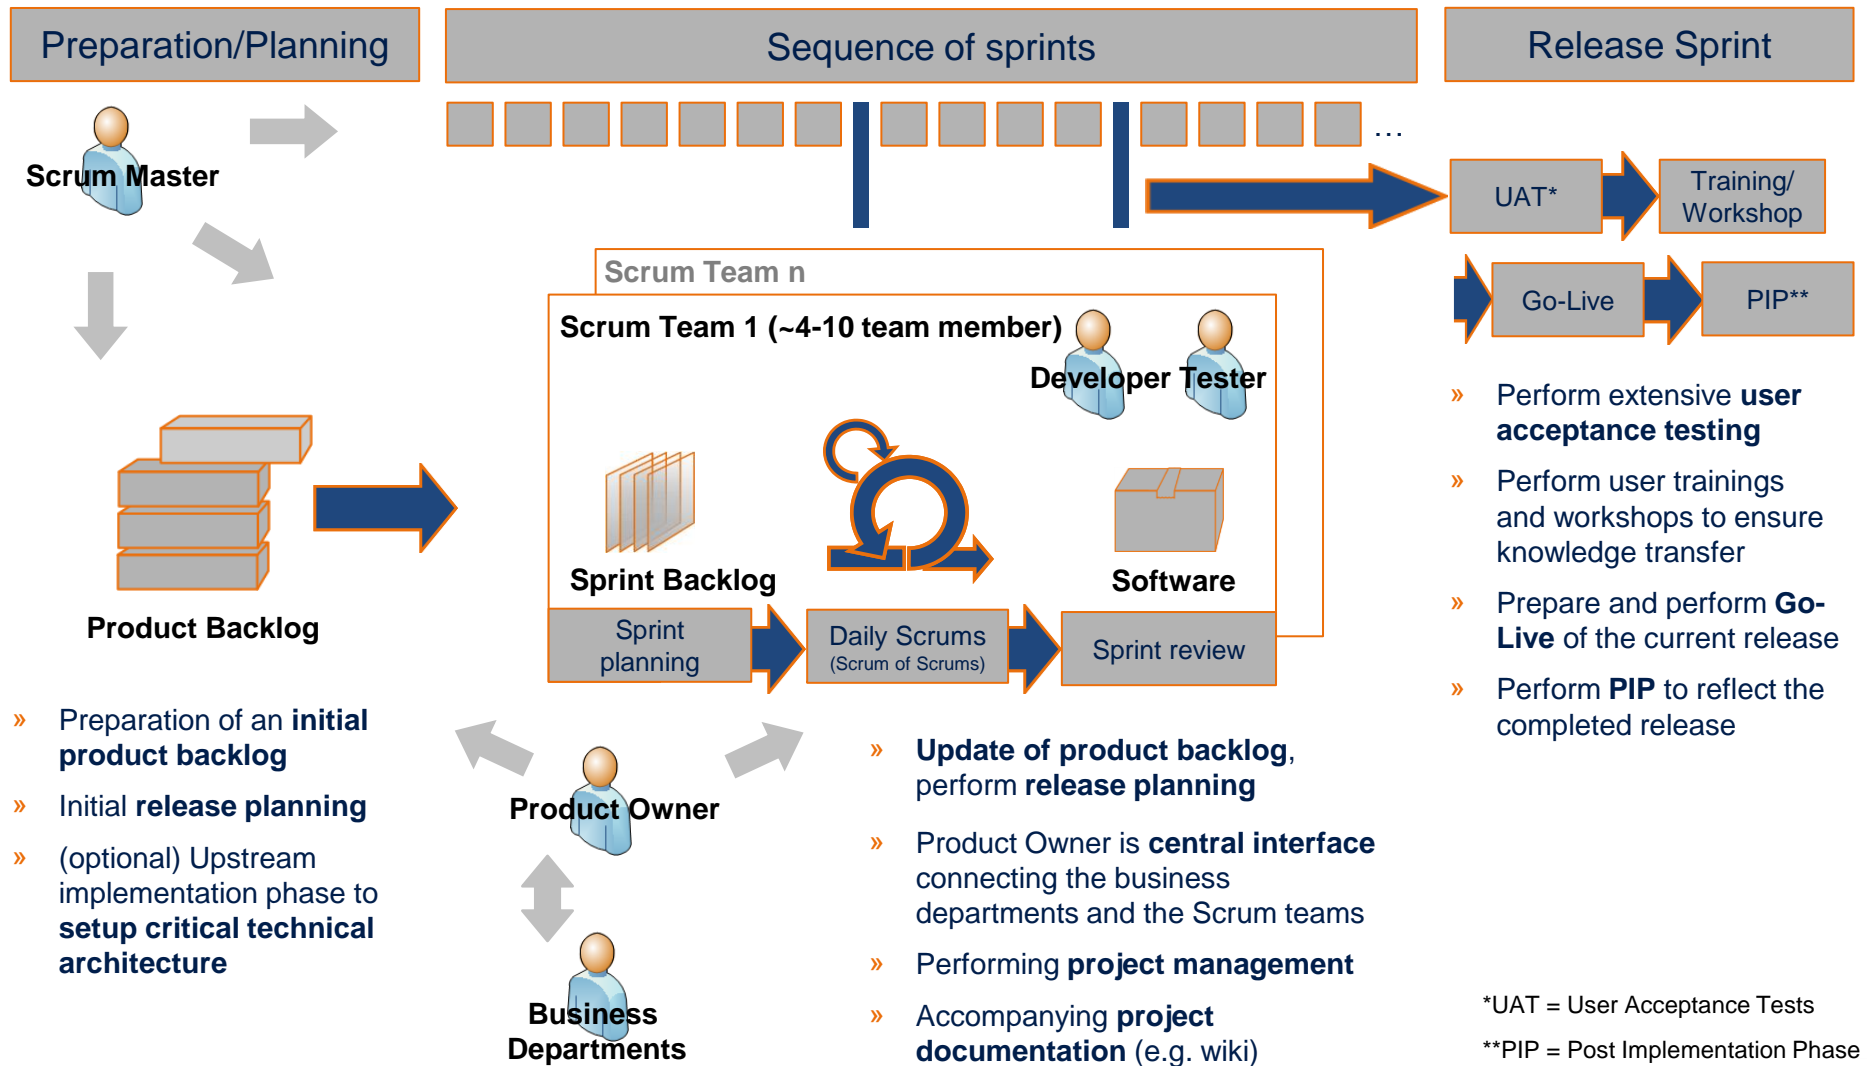 Preparation/Planning
Sequence of sprints
Release Sprint
Scrum Master
...
UAT*
Training/
Workshop
Go-Live
PIP**
Scrum Team n
Scrum Team 1 (~4-10 team member)
Developer
Tester
Sprint Backlog
Software
Sprint
planning
Daily Scrums
(Scrum of Scrums)
Sprint review
Product Backlog
» Preparation of an initial
product backlog
» Initial release planning
» (optional) Upstream
implementation phase to
setup critical technical
architecture
Product Owner
Business
Departments
» Update of product backlog,
perform release planning
» Product Owner is central interface
connecting the business
departments and the Scrum teams
» Performing project management
» Accompanying project
documentation (e.g. wiki)
» Perform extensive user
acceptance testing
» Perform user trainings
and workshops to ensure
knowledge transfer
» Prepare and perform Go-
Live of the current release
» Perform PIP to reflect the
completed release
*UAT = User Acceptance Tests
**PIP = Post Implementation Phase